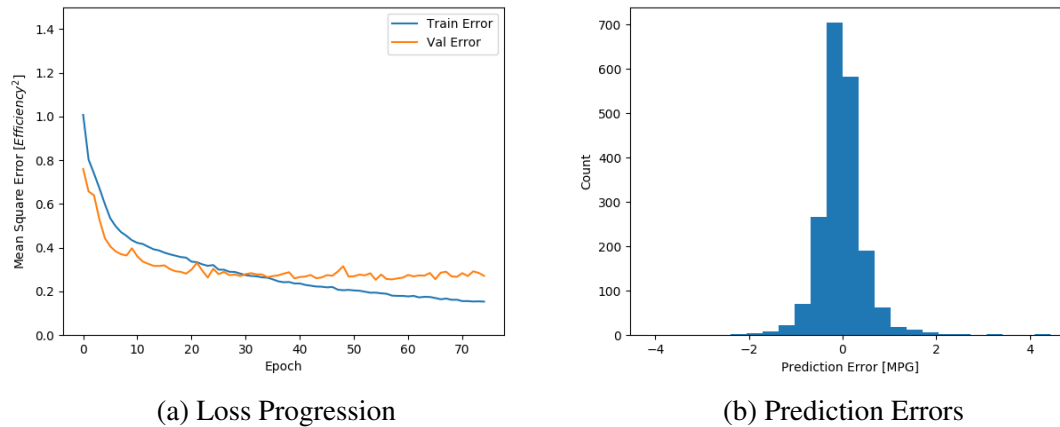 1.4
1.2
1.0
0.8
0.6
0.4
0.2
0.0
Mean Square Error [Efficiency²]
0 10 20 30 40 50 60 70
Epoch
Train Error
Val Error
(a) Loss Progression
700
600
500
400
300
200
100
0
Count
−4 −2 0 2 4
Prediction Error [MPG]
(b) Prediction Errors